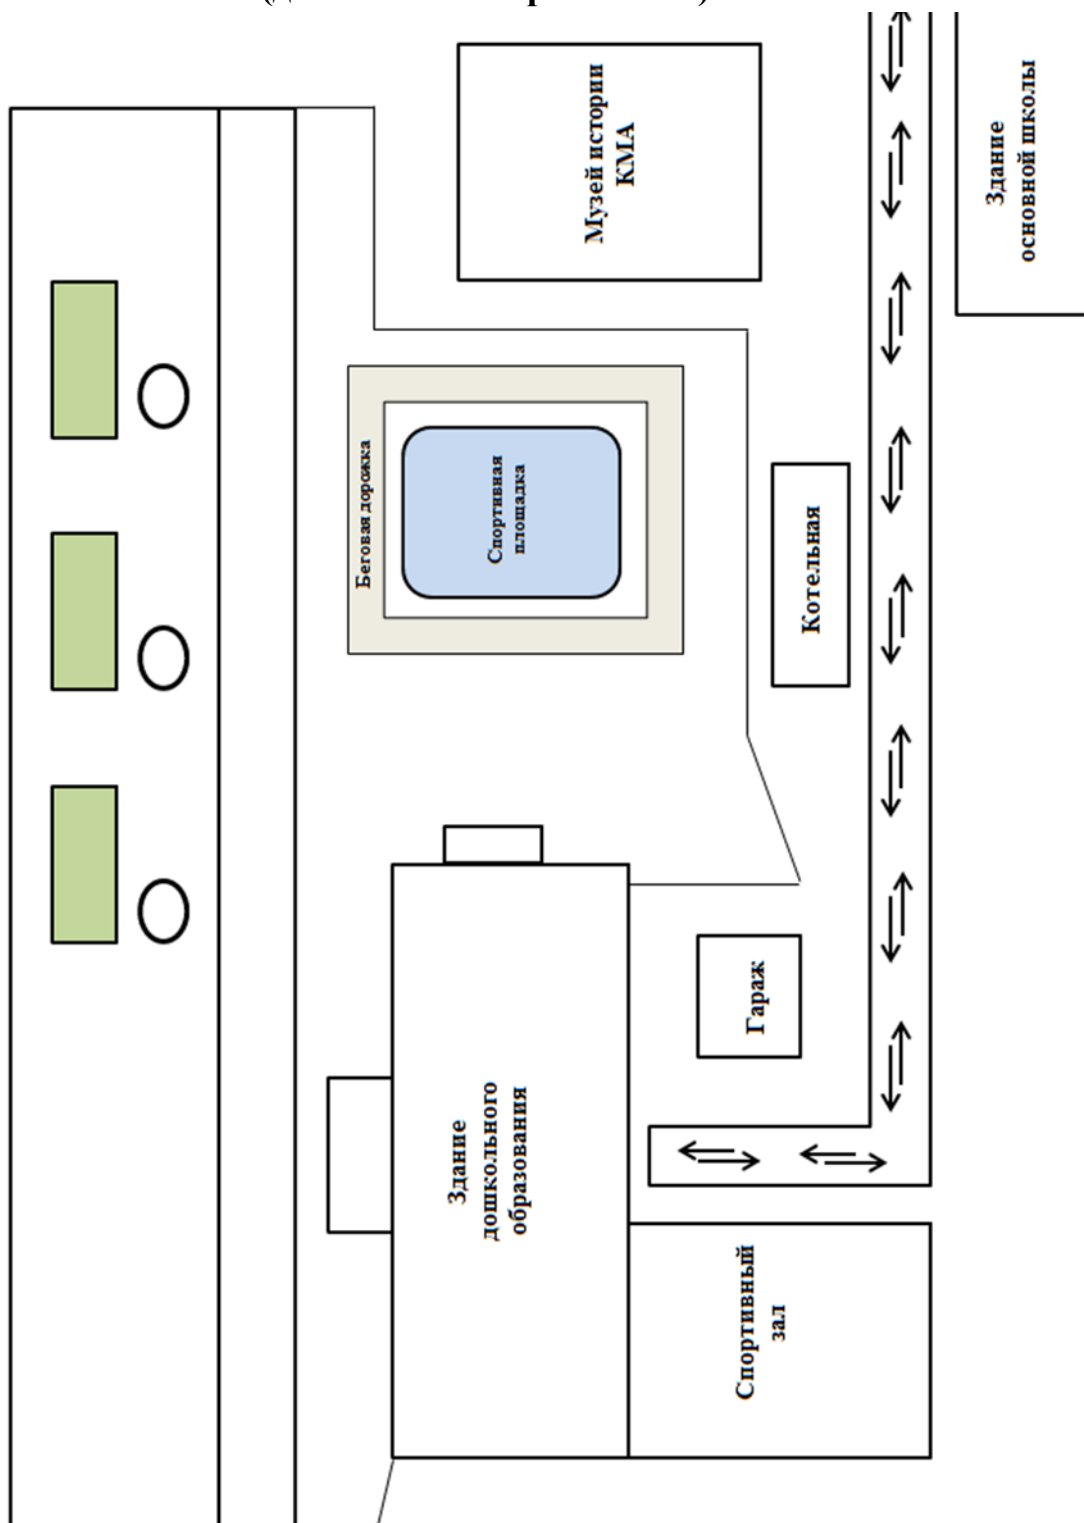 Музей истории
КМА
Здание
основной школы
Беговая дорожка
Спортивная
площадка
Котельная
Гараж
Здание
дошкольного
образования
Спортивный
зал